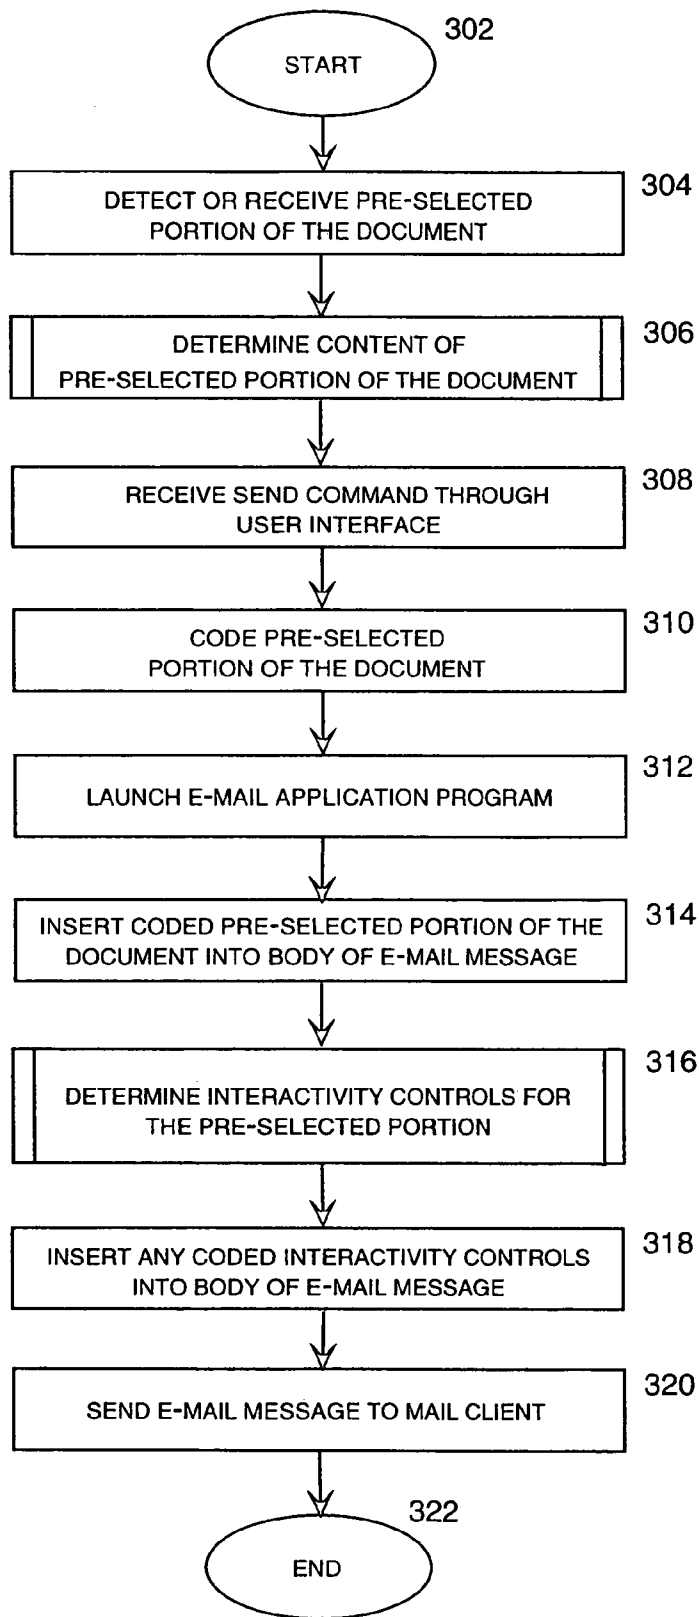 302
START
304
DETECT OR RECEIVE PRE-SELECTED
PORTION OF THE DOCUMENT
306
DETERMINE CONTENT OF
PRE-SELECTED PORTION OF THE DOCUMENT
308
RECEIVE SEND COMMAND THROUGH
USER INTERFACE
310
CODE PRE-SELECTED
PORTION OF THE DOCUMENT
312
LAUNCH E-MAIL APPLICATION PROGRAM
314
INSERT CODED PRE-SELECTED PORTION OF THE
DOCUMENT INTO BODY OF E-MAIL MESSAGE
316
DETERMINE INTERACTIVITY CONTROLS FOR
THE PRE-SELECTED PORTION
318
INSERT ANY CODED INTERACTIVITY CONTROLS
INTO BODY OF E-MAIL MESSAGE
320
SEND E-MAIL MESSAGE TO MAIL CLIENT
322
END